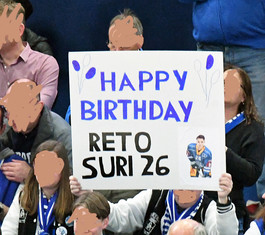 HAPPY
BIRTHDAY
RETO
SURI 26